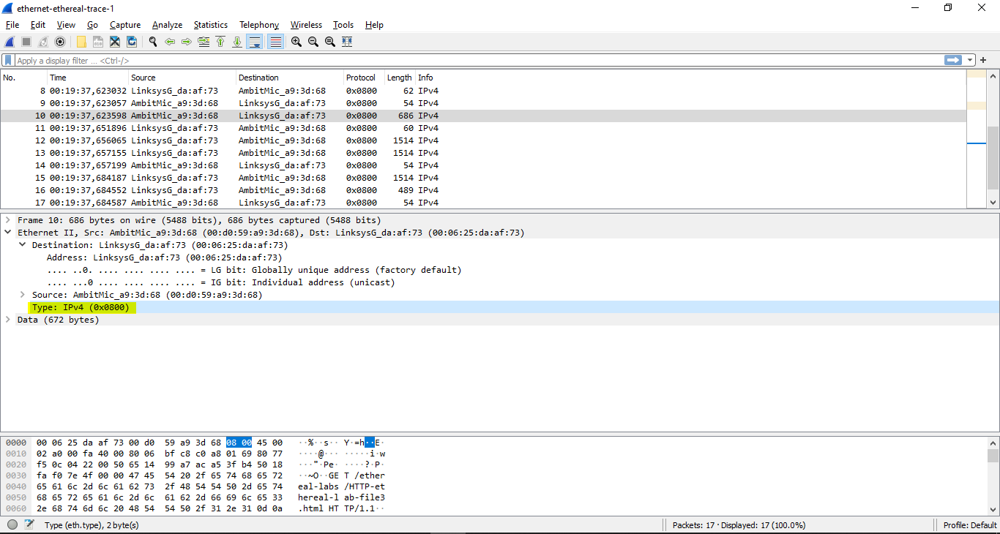 ethernet-ethereal-trace-1
File Edit View Go Capture Analyze Statistics Telephony Wireless Tools Help
Apply a display filter ... <Ctrl-/>
No. Time Source Destination Protocol Length Info
8 00:19:37,623032 LinksysG_da:af:73 AmbitMic_a9:3d:68 0x0800 62 IPv4
9 00:19:37,623057 AmbitMic_a9:3d:68 LinksysG_da:af:73 0x0800 54 IPv4
10 00:19:37,623598 AmbitMic_a9:3d:68 LinksysG_da:af:73 0x0800 686 IPv4
11 00:19:37,651896 LinksysG_da:af:73 AmbitMic_a9:3d:68 0x0800 60 IPv4
12 00:19:37,656065 LinksysG_da:af:73 AmbitMic_a9:3d:68 0x0800 1514 IPv4
13 00:19:37,657155 LinksysG_da:af:73 AmbitMic_a9:3d:68 0x0800 1514 IPv4
14 00:19:37,657199 AmbitMic_a9:3d:68 LinksysG_da:af:73 0x0800 54 IPv4
15 00:19:37,684187 LinksysG_da:af:73 AmbitMic_a9:3d:68 0x0800 1514 IPv4
16 00:19:37,684552 LinksysG_da:af:73 AmbitMic_a9:3d:68 0x0800 489 IPv4
17 00:19:37,684587 AmbitMic_a9:3d:68 LinksysG_da:af:73 0x0800 54 IPv4
Frame 10: 686 bytes on wire (5488 bits), 686 bytes captured (5488 bits)
Ethernet II, Src: AmbitMic_a9:3d:68 (00:d0:59:a9:3d:68), Dst: LinksysG_da:af:73 (00:06:25:da:af:73)
Destination: LinksysG_da:af:73 (00:06:25:da:af:73)
Address: LinksysG_da:af:73 (00:06:25:da:af:73)
.... ..0. .... .... .... .... = LG bit: Globally unique address (factory default)
.... ...0 .... .... .... .... = IG bit: Individual address (unicast)
Source: AmbitMic_a9:3d:68 (00:d0:59:a9:3d:68)
Type: IPv4 (0x0800)
Data (672 bytes)
0000 00 06 25 da af 73 00 d0 59 a9 3d 68 08 00 45 00 ··%··s·· Y·=h··E·
0010 02 a0 00 fa 40 00 80 06 bf c8 c0 a8 01 69 80 77 ····@··· ·····i·w
0020 f5 0c 04 22 00 50 65 14 99 a7 ac a5 3f b4 50 18 ···"·Pe· ····?·P·
0030 fa f0 7e 4f 00 00 47 45 54 20 2f 65 74 68 65 72 ··~O··GE T /ether
0040 65 61 6c 2d 6c 61 62 73 2f 48 54 54 50 2d 65 74 eal-labs /HTTP-et
0050 68 65 72 65 61 6c 2d 6c 61 62 2d 66 69 6c 65 33 hereal-l ab-file3
0060 2e 68 74 6d 6c 20 48 54 54 50 2f 31 2e 31 0d 0a .html HT TP/1.1··
Type (eth.type), 2 byte(s) Packets: 17 · Displayed: 17 (100.0%) Profile: Default